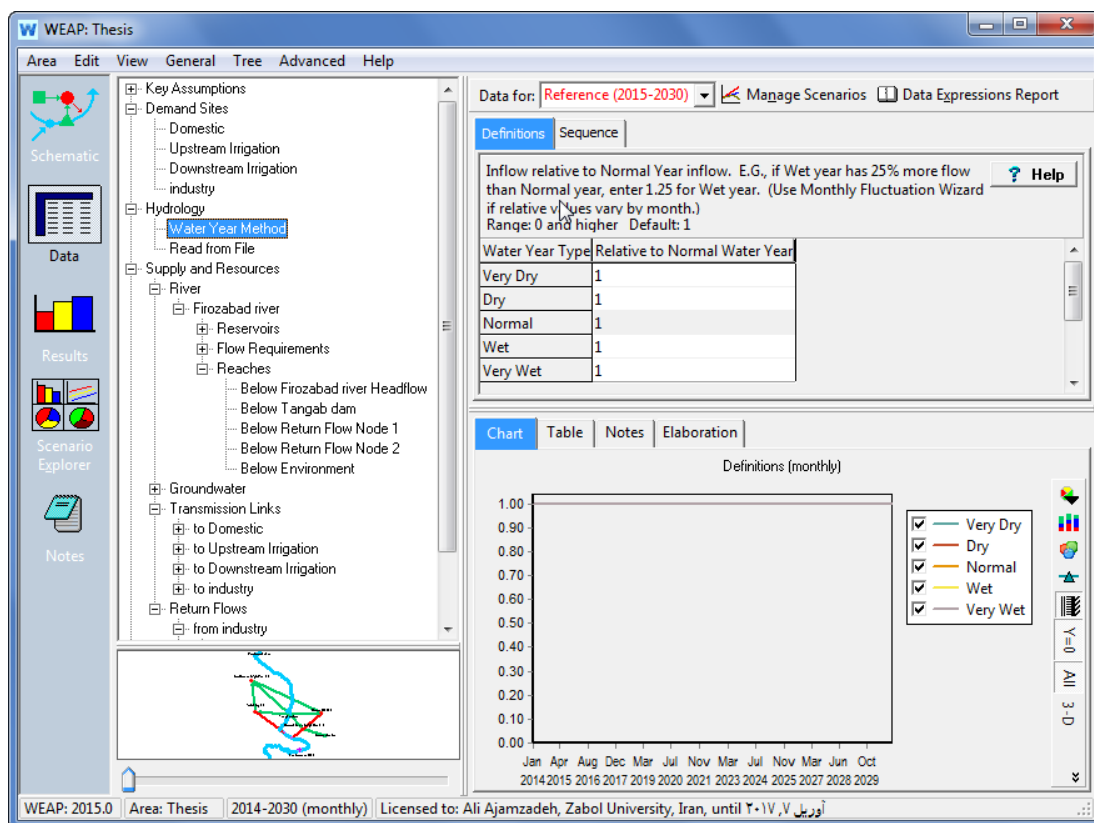 WEAP: Thesis
Area Edit View General Tree Advanced Help
Schematic
Data
Results
Scenario
Explorer
Notes
Key Assumptions
Demand Sites
Domestic
Upstream Irrigation
Downstream Irrigation
industry
Hydrology
Water Year Method
Read from File
Supply and Resources
River
Firozabad river
Reservoirs
Flow Requirements
Reaches
Below Firozabad river Headflow
Below Tangab dam
Below Return Flow Node 1
Below Return Flow Node 2
Below Environment
Groundwater
Transmission Links
to Domestic
to Upstream Irrigation
to Downstream Irrigation
to industry
Return Flows
from industry
Data for: Reference (2015-2030) Manage Scenarios Data Expressions Report
Definitions Sequence
Inflow relative to Normal Year inflow. E.G., if Wet year has 25% more flow
than Normal year, enter 1.25 for Wet year. (Use Monthly Fluctuation Wizard
if relative values vary by month.)
Range: 0 and higher Default: 1
? Help
Water Year Type Relative to Normal Water Year
Very Dry 1
Dry 1
Normal 1
Wet 1
Very Wet 1
Chart Table Notes Elaboration
Definitions (monthly)
1.00
0.90
0.80
0.70
0.60
0.50
0.40
0.30
0.20
0.10
0.00
Jan Apr Aug Dec Mar Jul Nov Mar Jul Nov Mar Jun Oct
2014 2015 2016 2017 2019 2020 2021 2023 2024 2025 2027 2028 2029
Very Dry
Dry
Normal
Wet
Very Wet
Y=0
All
3-D
WEAP: 2015.0 Area: Thesis 2014-2030 (monthly) Licensed to: Ali Ajamzadeh, Zabol University, Iran, until آوریل ۷, ۲۰۱۷